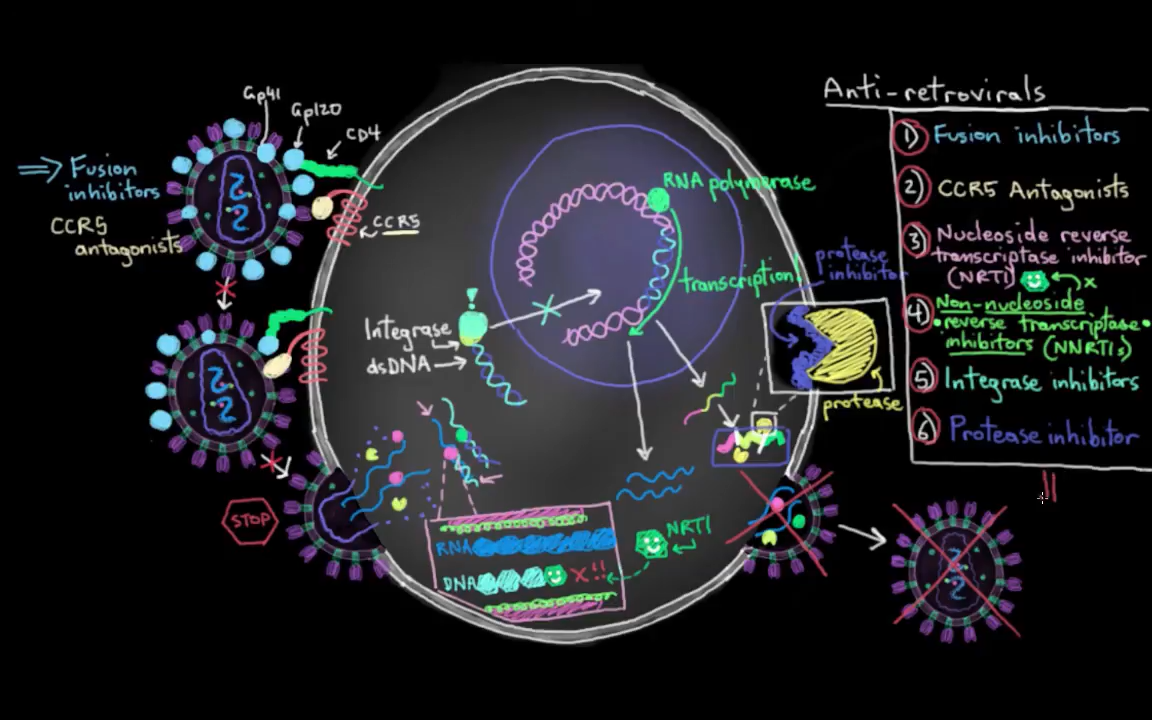 Gp41
Gp120
CD4
⇒ Fusion
inhibitors
CCR5
antagonists
CCR5
Integrase
dsDNA
RNA polymerase
transcription!
protease
inhibitor
protease
STOP
RNA
DNA X!!
NRTI
Anti-retrovirals
1) Fusion inhibitors
2) CCR5 Antagonists
3) Nucleoside reverse
transcriptase inhibitor
(NRTI) x
4) Non-nucleoside
• reverse transcriptase •
inhibitors (NNRTIs)
5) Integrase inhibitors
6) Protease inhibitor